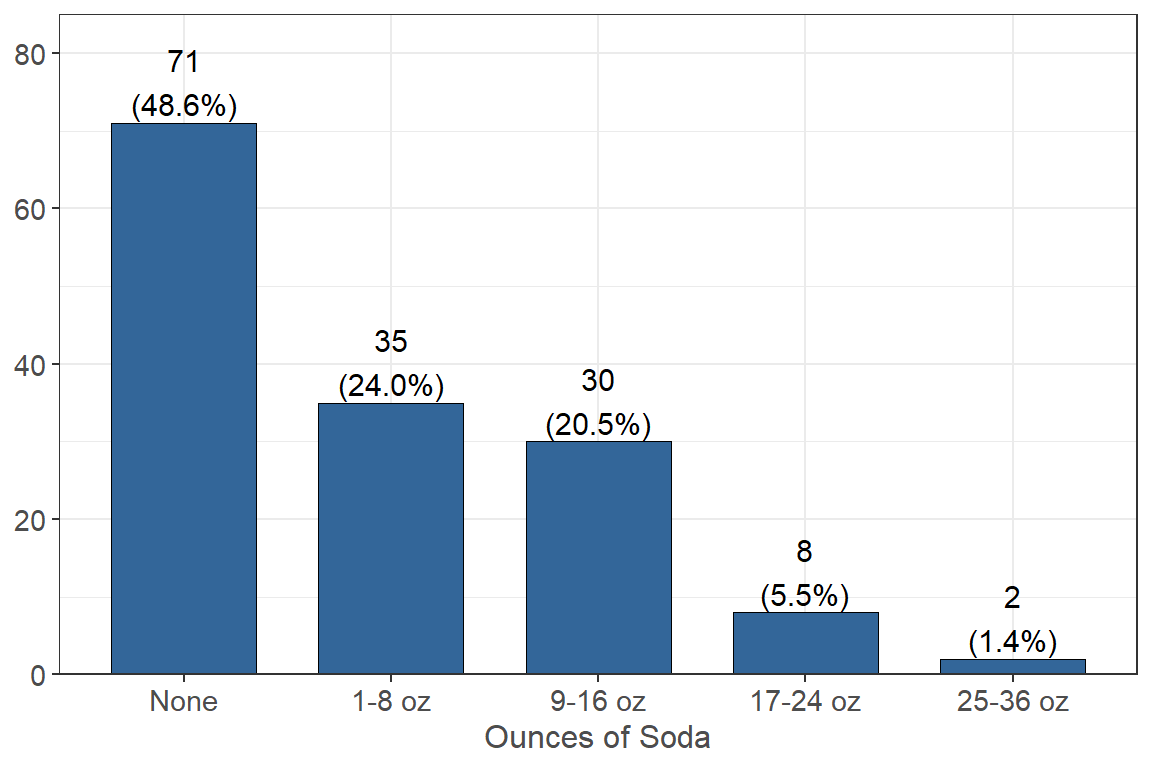 80
60
40
20
0
71
(48.6%)
35
(24.0%)
30
(20.5%)
8
(5.5%)
2
(1.4%)
None
1-8 oz
9-16 oz
17-24 oz
25-36 oz
Ounces of Soda